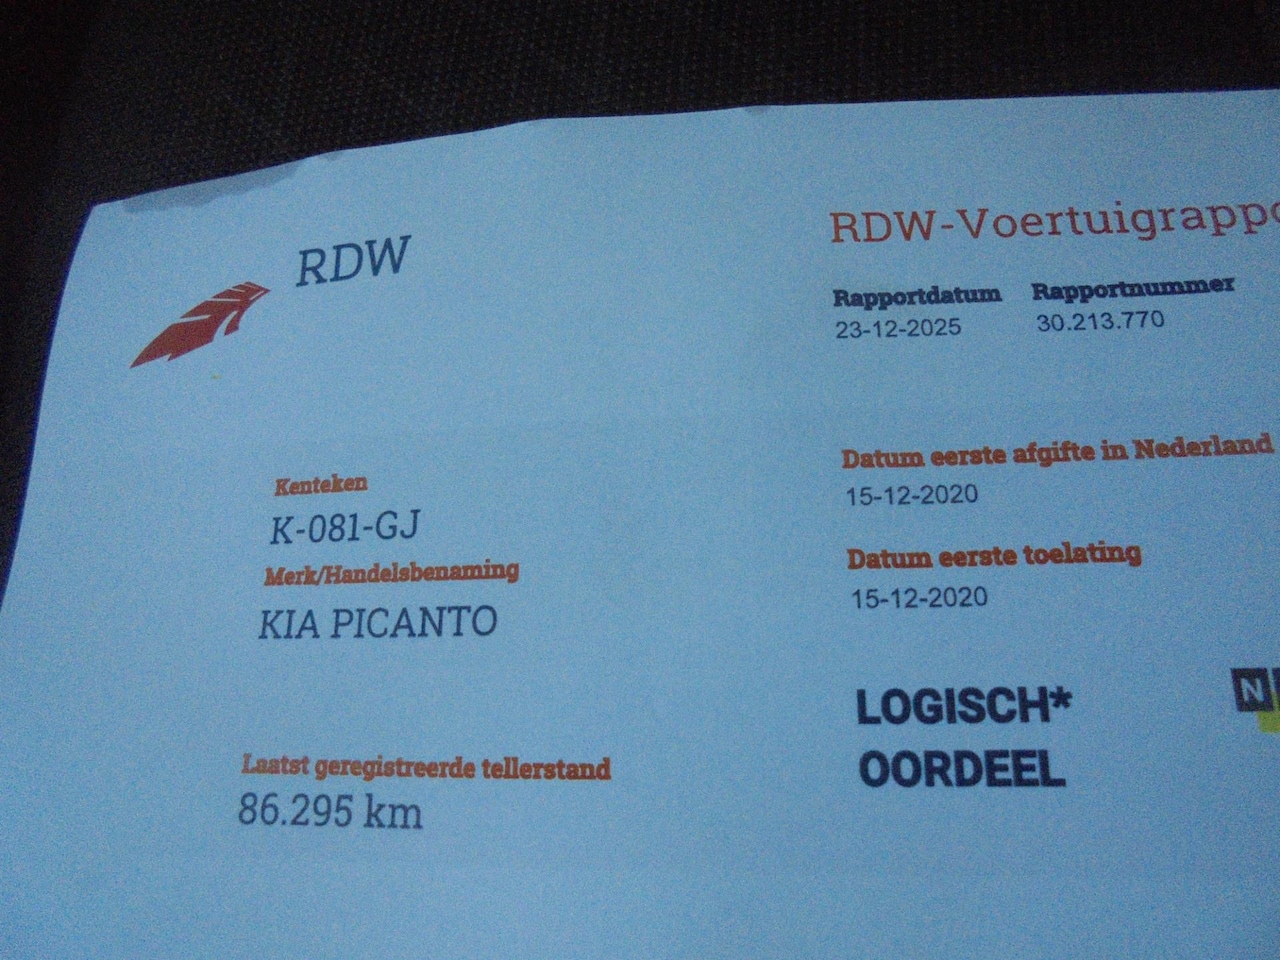 RDW
RDW-Voertuigrappo
Rapportdatum Rapportnummer
23-12-2025 30.213.770
Kenteken
K-081-GJ
Merk/Handelsbenaming
KIA PICANTO
Laatst geregistreerde tellerstand
86.295 km
Datum eerste afgifte in Nederland
15-12-2020
Datum eerste toelating
15-12-2020
LOGISCH*
OORDEEL
N